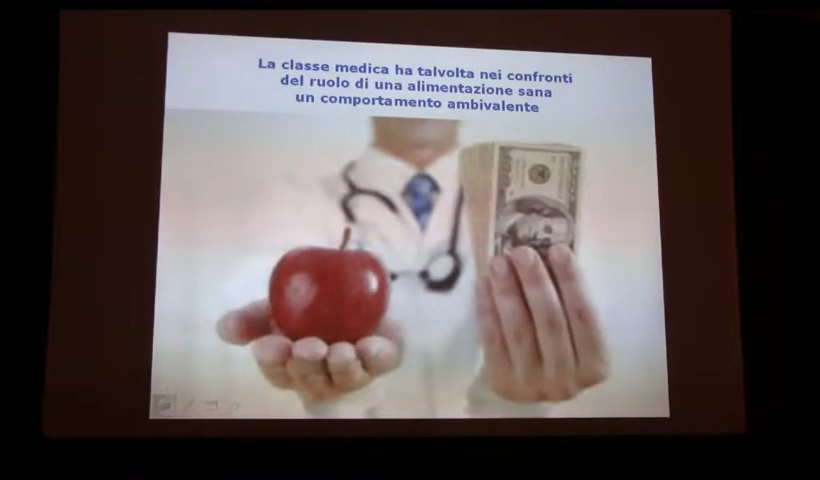 La classe medica ha talvolta nei confronti
del ruolo di una alimentazione sana
un comportamento ambivalente